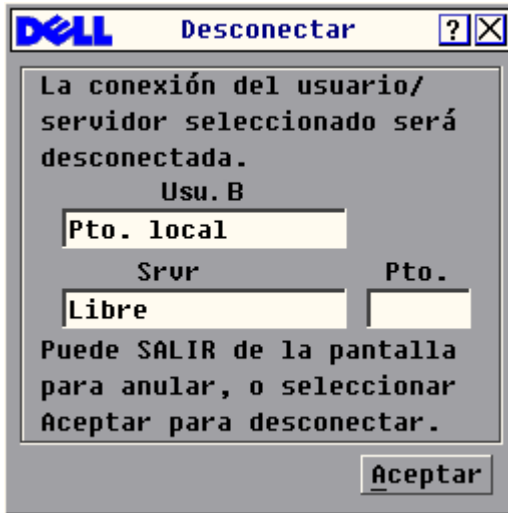 DELL Desconectar ? X
La conexión del usuario/
servidor seleccionado será
desconectada.
Usu.B
Pto. local
Srvr Pto.
Libre
Puede SALIR de la pantalla
para anular, o seleccionar
Aceptar para desconectar.
Aceptar